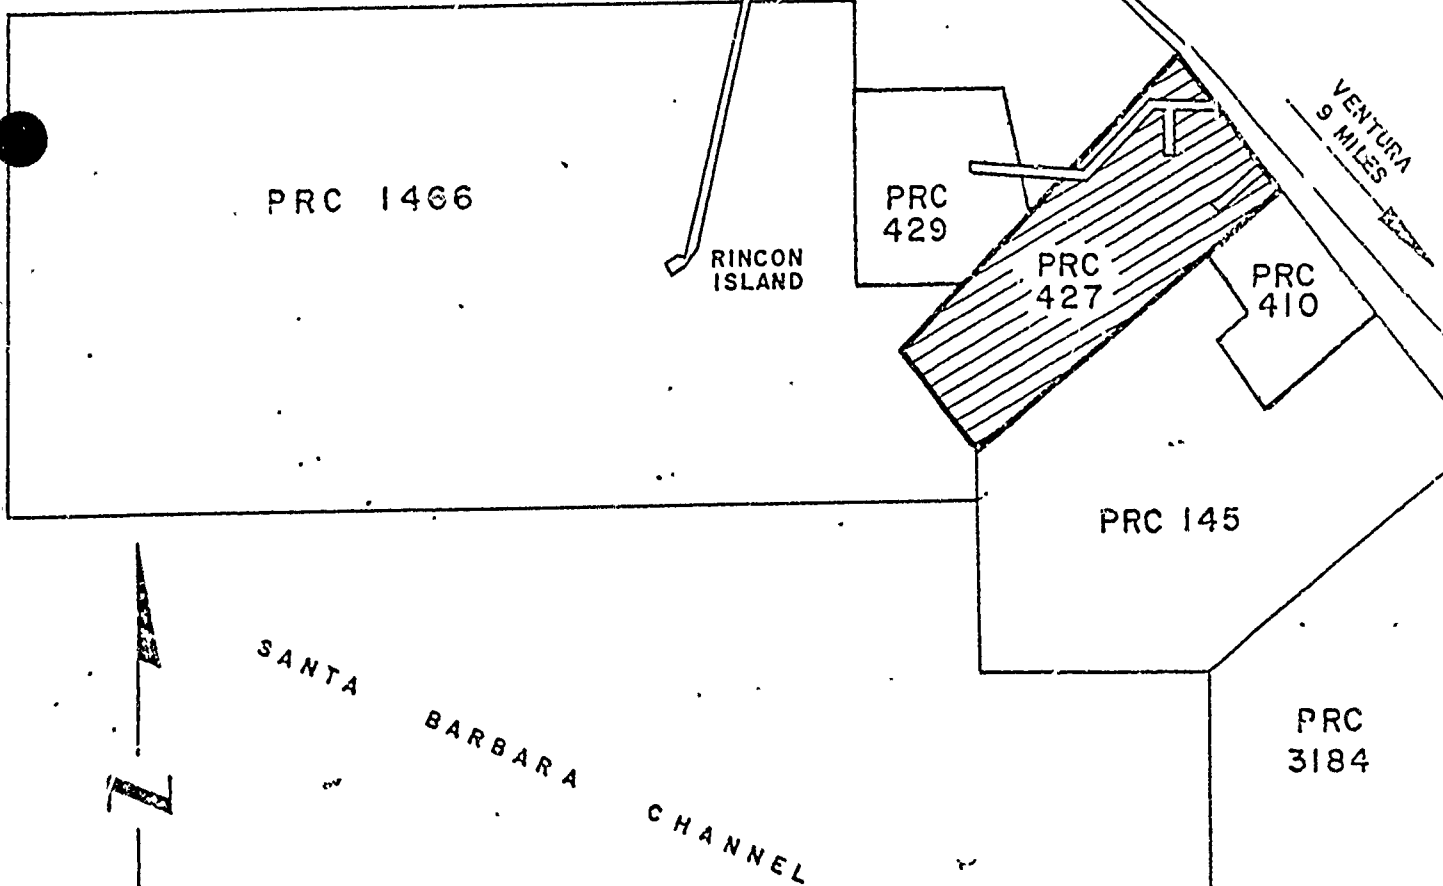 VENTURA
9 MILES
PRC 1466
PRC
429
RINCON
ISLAND
PRC
427
PRC
410
PRC 145
SANTA BARBARA CHANNEL
PRC
3184
N